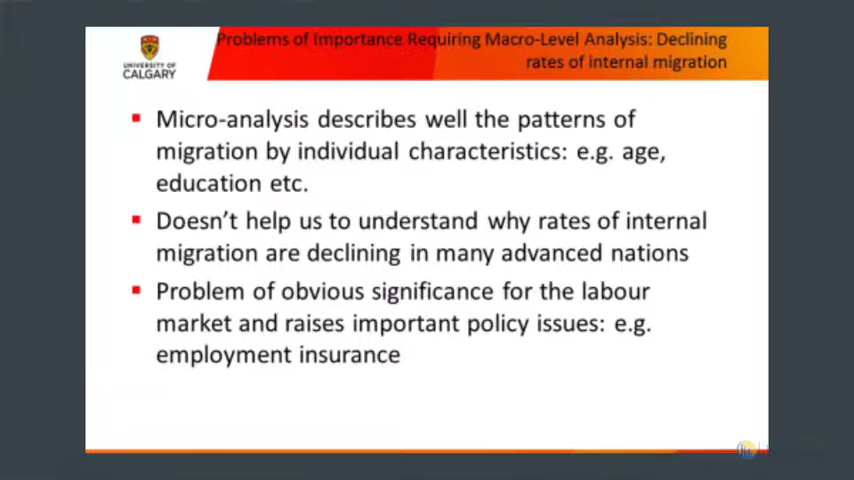 UNIVERSITY OF
CALGARY
Problems of Importance Requiring Macro-Level Analysis: Declining
rates of internal migration
Micro-analysis describes well the patterns of
migration by individual characteristics: e.g. age,
education etc.
Doesn't help us to understand why rates of internal
migration are declining in many advanced nations
Problem of obvious significance for the labour
market and raises important policy issues: e.g.
employment insurance